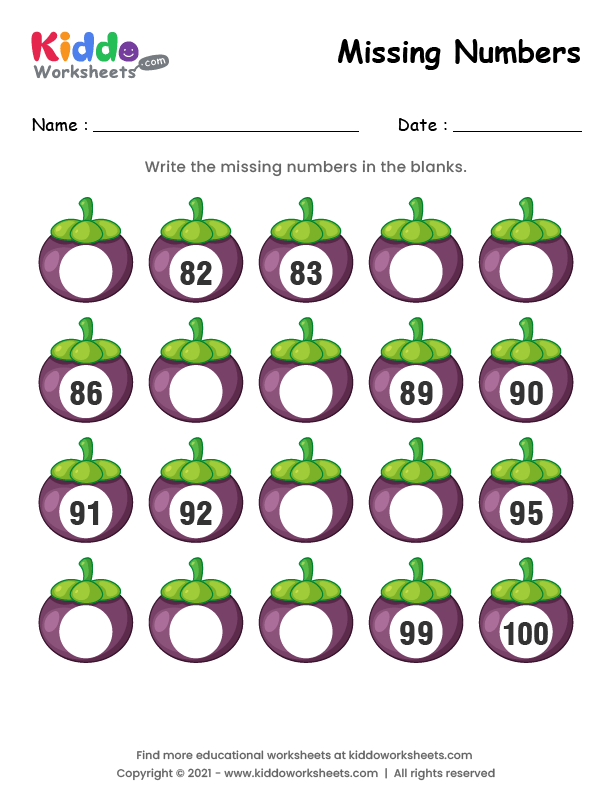 Kiddo
Worksheets.com
Missing Numbers
Name :
Date :
Write the missing numbers in the blanks.
82 83
86 89 90
91 92 95
99 100
Find more educational worksheets at kiddoworksheets.com
Copyright © 2021 - www.kiddoworksheets.com | All rights reserved